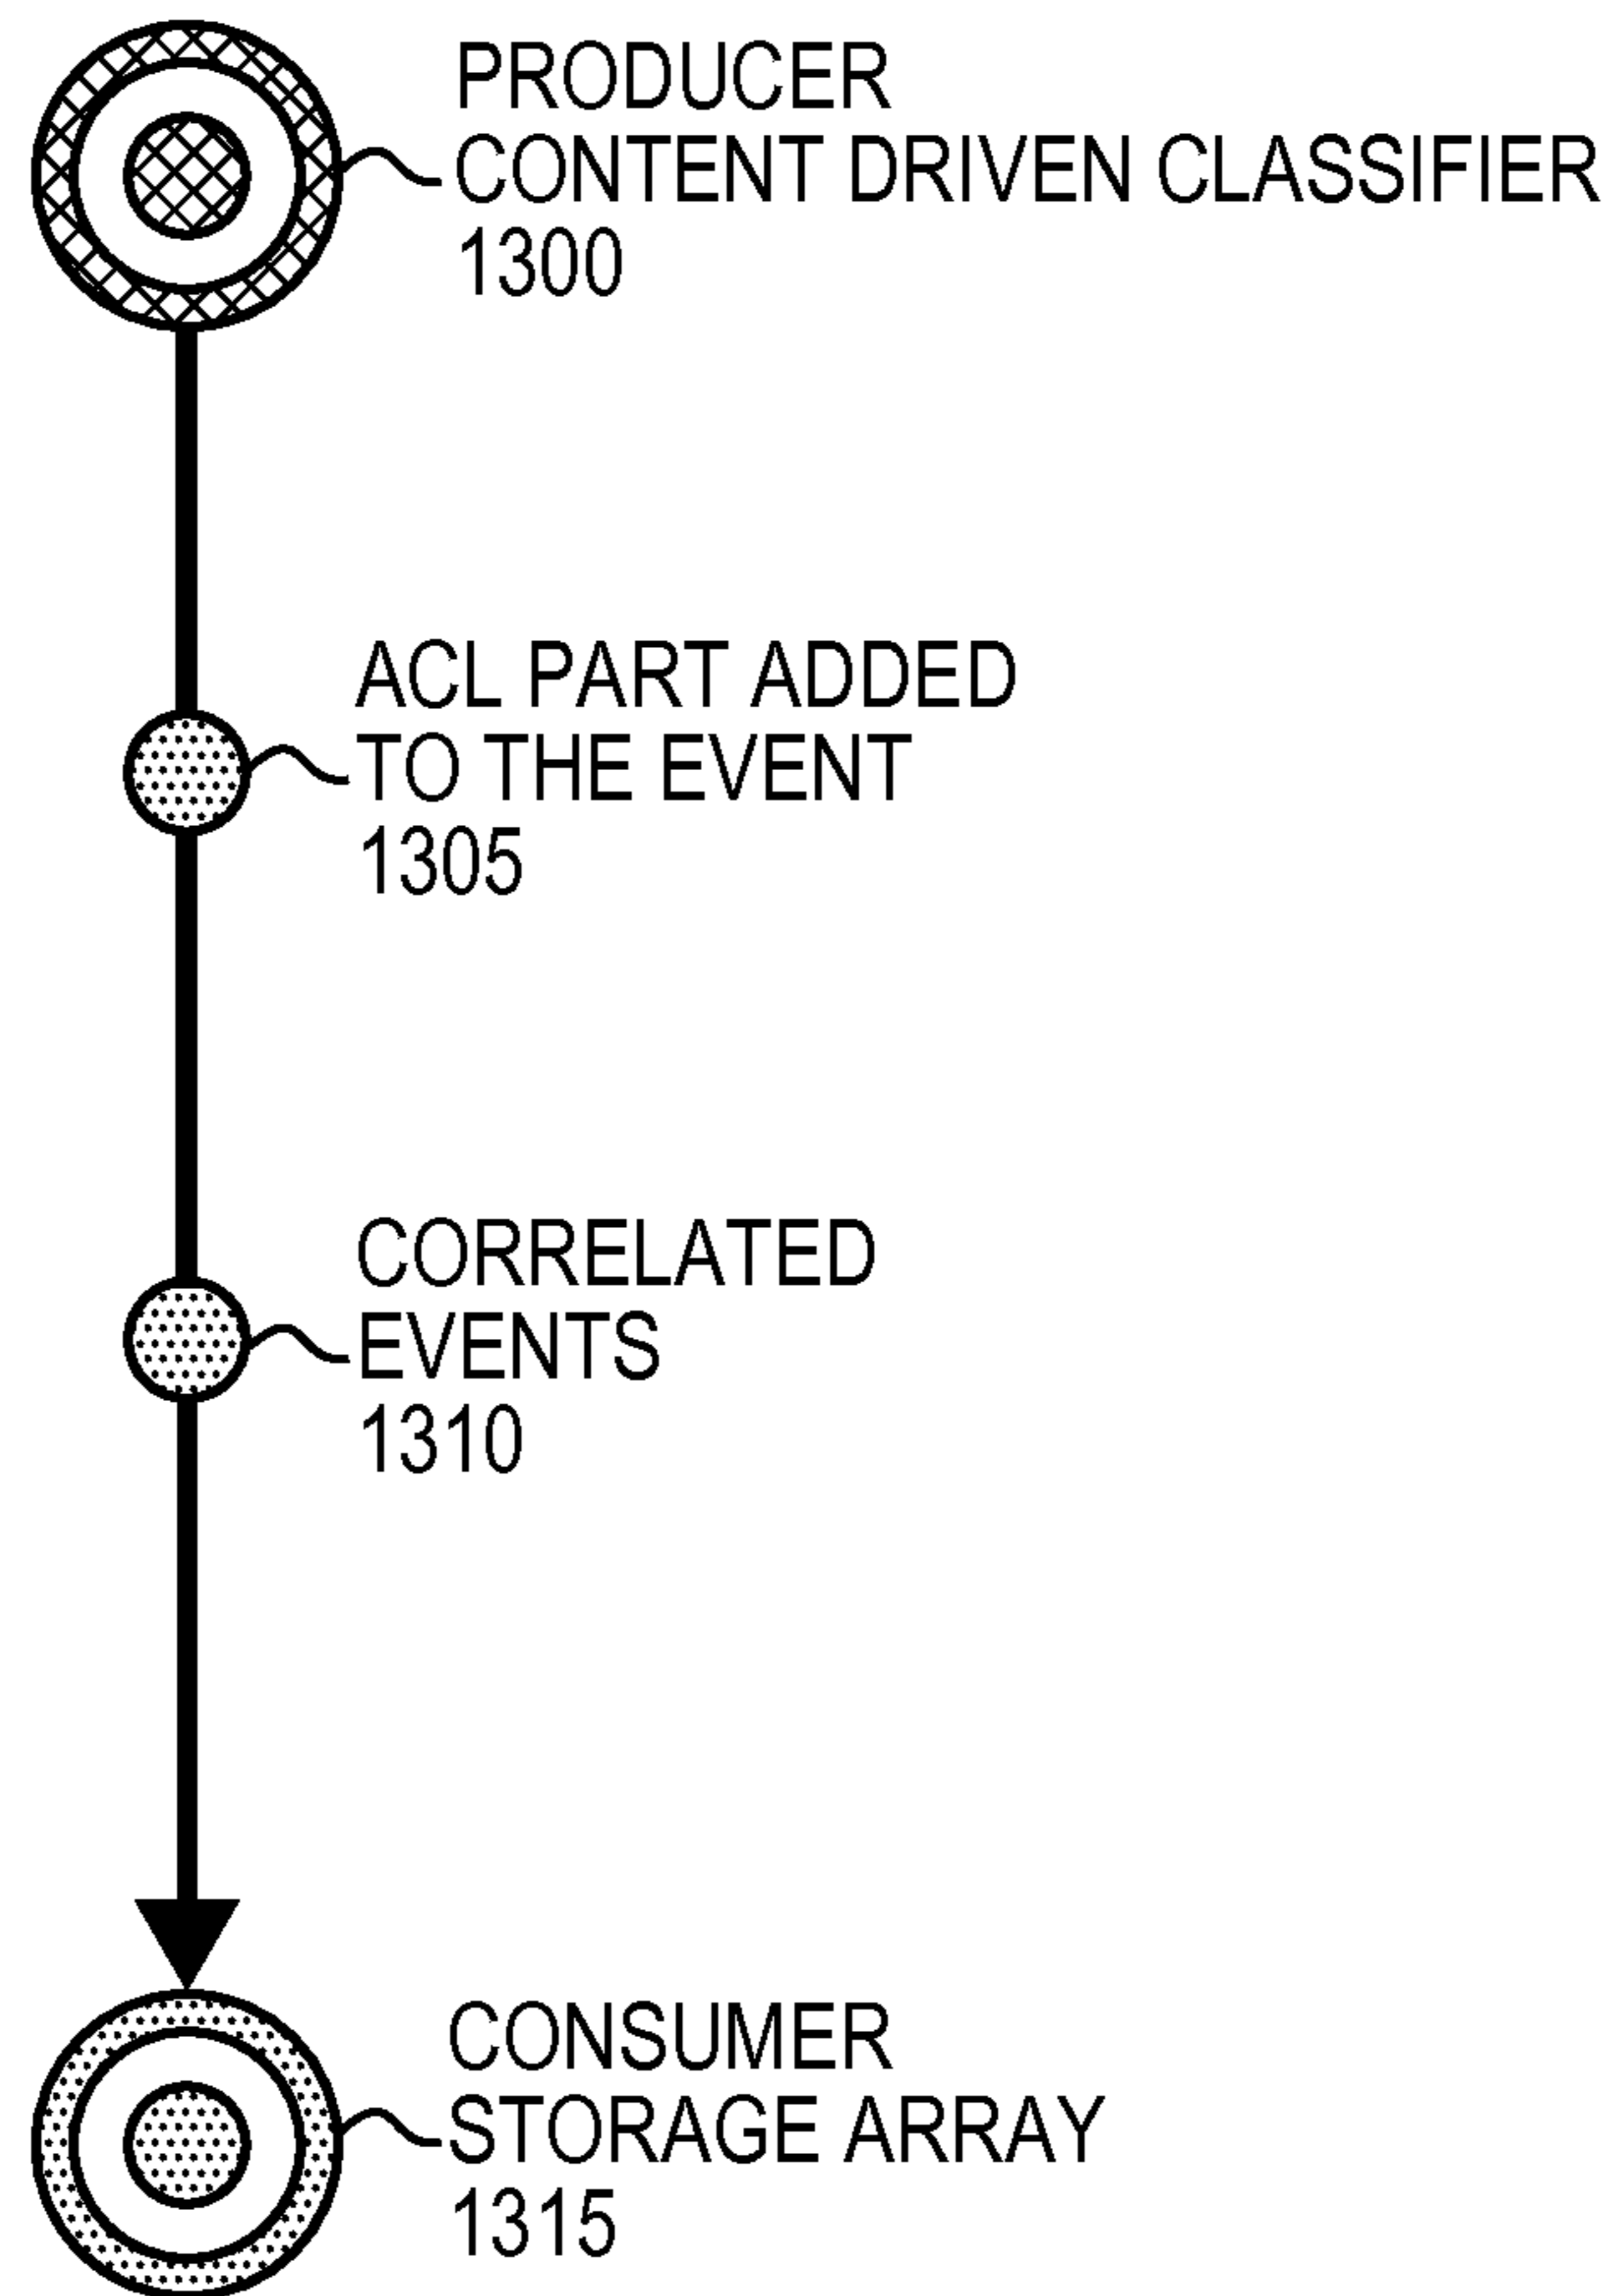 PRODUCER
CONTENT DRIVEN CLASSIFIER
1300
ACL PART ADDED
TO THE EVENT
1305
CORRELATED
EVENTS
1310
CONSUMER
STORAGE ARRAY
1315